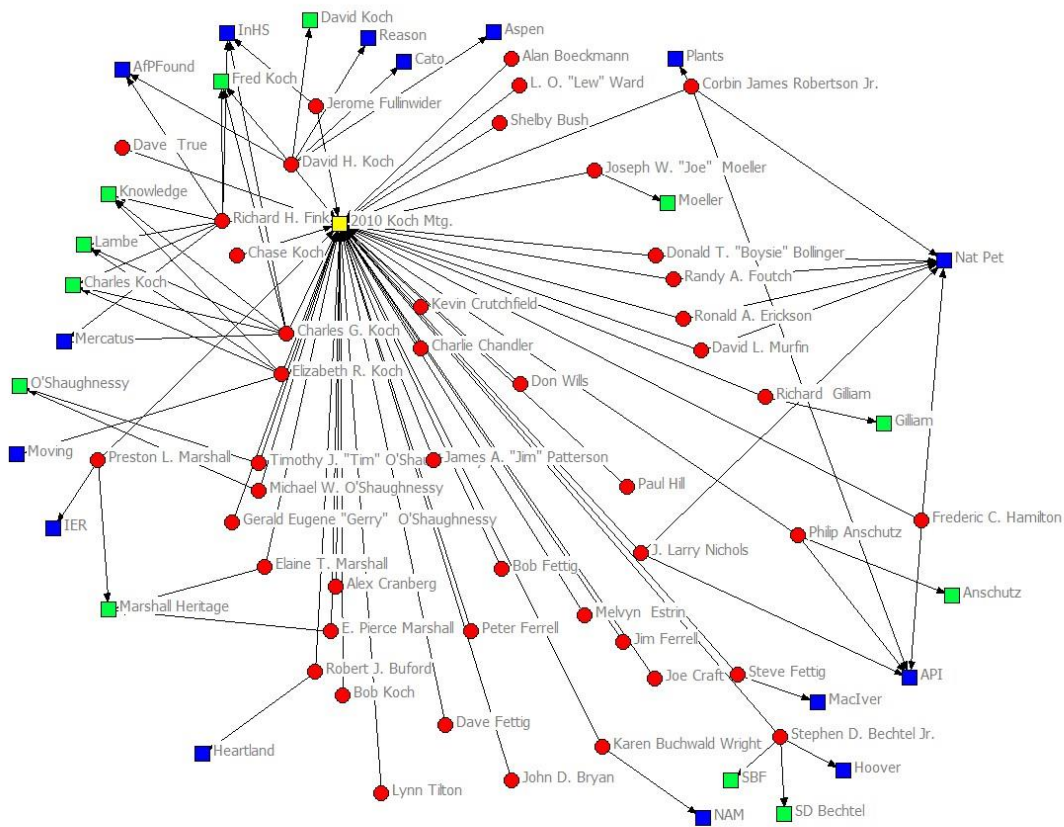 David Koch
InHS
Reason
Aspen
AfPFound
Fred Koch
Cato
Alan Boeckmann
Plants
L. O. "Lew" Ward
Corbin James Robertson Jr.
Jerome Fullinwider
Shelby Bush
Dave True
David H. Koch
Joseph W. "Joe" Moeller
Knowledge
Moeller
Richard H. Fink
2010 Koch Mtg.
Lambe
Chase Koch
Donald T. "Boysie" Bollinger
Nat Pet
Charles Koch
Randy A. Foutch
Kevin Crutchfield
Ronald A. Erickson
Mercatus
Charles G. Koch
Charlie Chandler
David L. Murfin
Elizabeth R. Koch
O'Shaughnessy
Don Wills
Richard Gilliam
Gilliam
Moving
Preston L. Marshall
Timothy J. "Tim" O'Shau
James A. "Jim" Patterson
Michael W. O'Shaughnessy
Paul Hill
IER
Gerald Eugene "Gerry" O'Shaughnessy
Frederic C. Hamilton
Philip Anschutz
J. Larry Nichols
Elaine T. Marshall
Bob Fettig
Alex Cranberg
Anschutz
Marshall Heritage
Melvyn Estrin
E. Pierce Marshall
Peter Ferrell
Jim Ferrell
Robert J. Buford
Joe Craft
Steve Fettig
API
Bob Koch
MacIver
Dave Fettig
Stephen D. Bechtel Jr.
Heartland
Karen Buchwald Wright
Hoover
SBF
John D. Bryan
Lynn Tilton
SD Bechtel
NAM